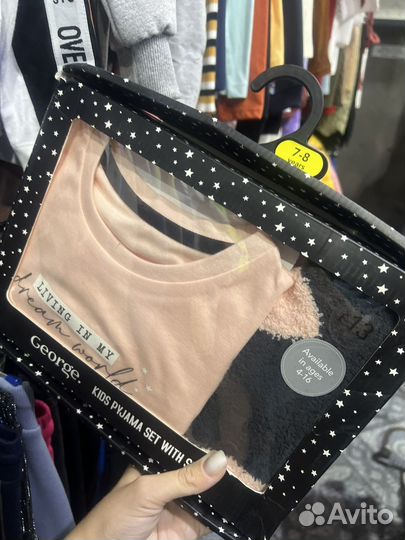 OVE
7-8
years
LIVING IN MY
dream world
13
Available
in ages
4-16
George
KIDS PYJAMA SET WITH
Avito